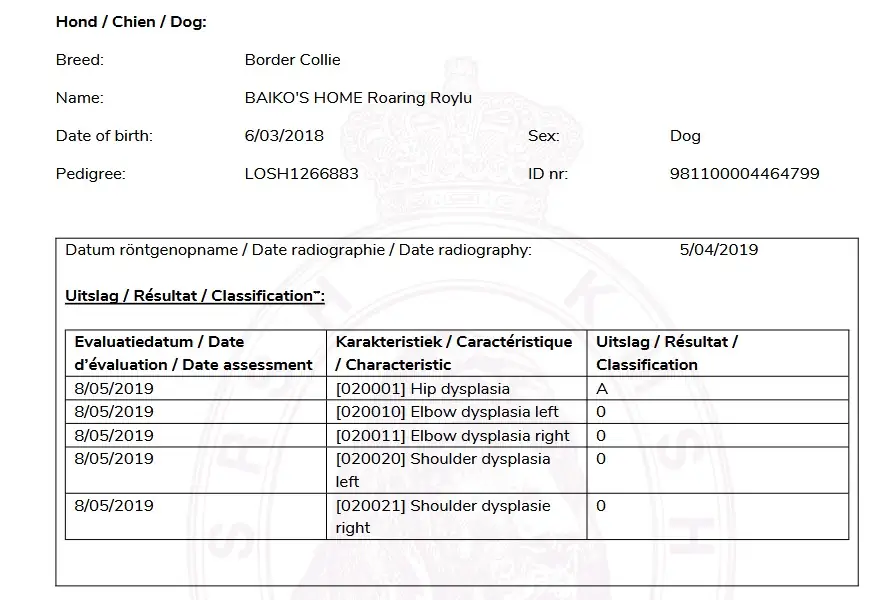 Hond / Chien / Dog:
Breed: Border Collie
Name: BAIKO'S HOME Roaring Roylu
Date of birth: 6/03/2018 Sex: Dog
Pedigree: LOSH1266883 ID nr: 981100004464799
Datum röntgenopname / Date radiographie / Date radiography: 5/04/2019
Uitslag / Résultat / Classification~:
Evaluatiedatum / Date
d'évaluation / Date assessment
Karakteristiek / Caractéristique
/ Characteristic
Uitslag / Résultat /
Classification
8/05/2019 [020001] Hip dysplasia A
8/05/2019 [020010] Elbow dysplasia left 0
8/05/2019 [020011] Elbow dysplasia right 0
8/05/2019 [020020] Shoulder dysplasia 0
left
8/05/2019 [020021] Shoulder dysplasie 0
right
S R S H K M S H